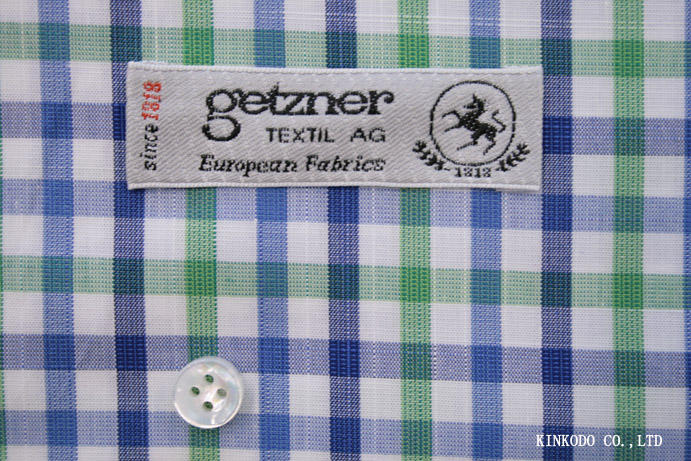 since 1818
getzner
TEXTIL AG
European Fabrics
1818
KINKODO CO.,LTD